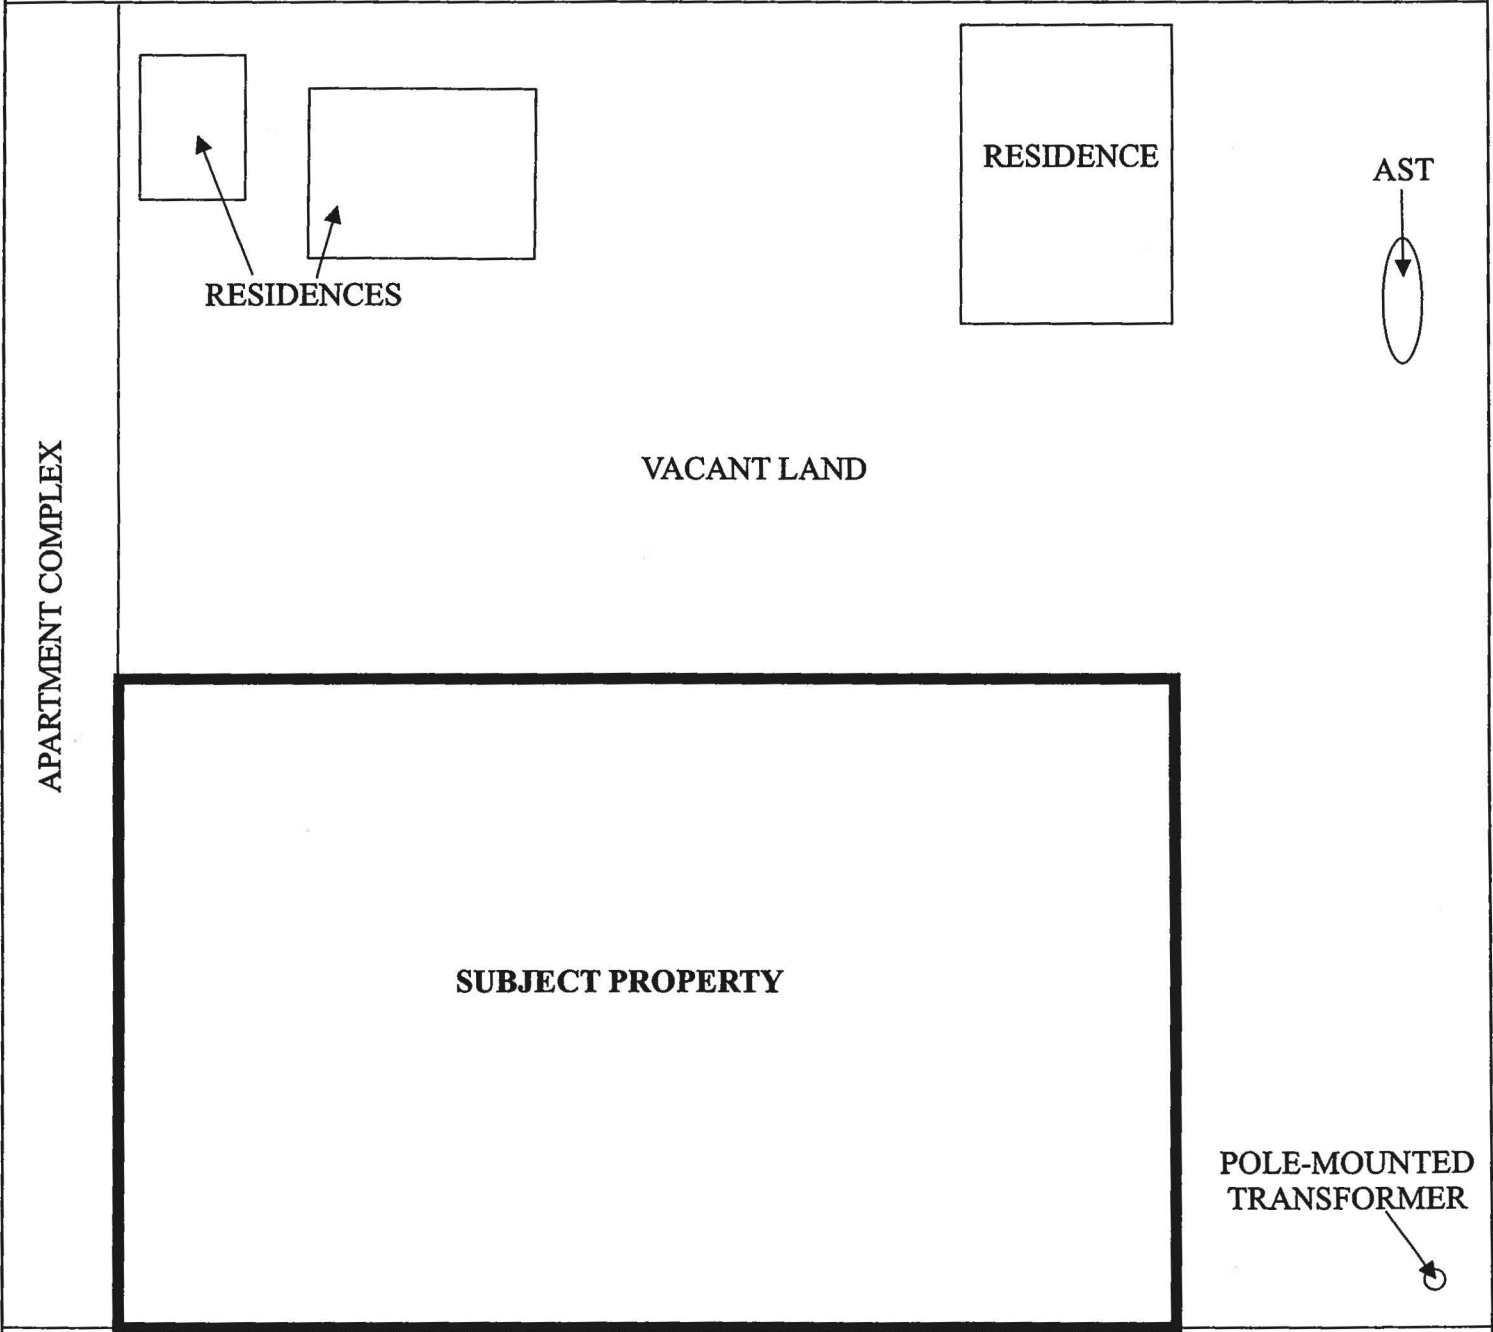 RESIDENCE
AST
RESIDENCES
VACANT LAND
APARTMENT COMPLEX
SUBJECT PROPERTY
POLE-MOUNTED
TRANSFORMER